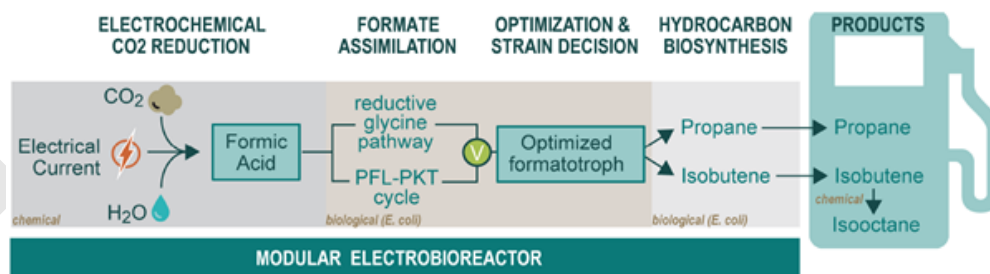 ELECTROCHEMICAL
CO2 REDUCTION
FORMATE
ASSIMILATION
OPTIMIZATION &
STRAIN DECISION
HYDROCARBON
BIOSYNTHESIS
PRODUCTS
CO₂
Electrical
Current
H₂O
chemical
Formic
Acid
reductive
glycine
pathway
PFL-PKT
cycle
biological (E. coli)
V
Optimized
formatotroph
Propane
Isobutene
biological (E. coli)
Propane
Isobutene
chemical
Isooctane
MODULAR ELECTROBIOREACTOR